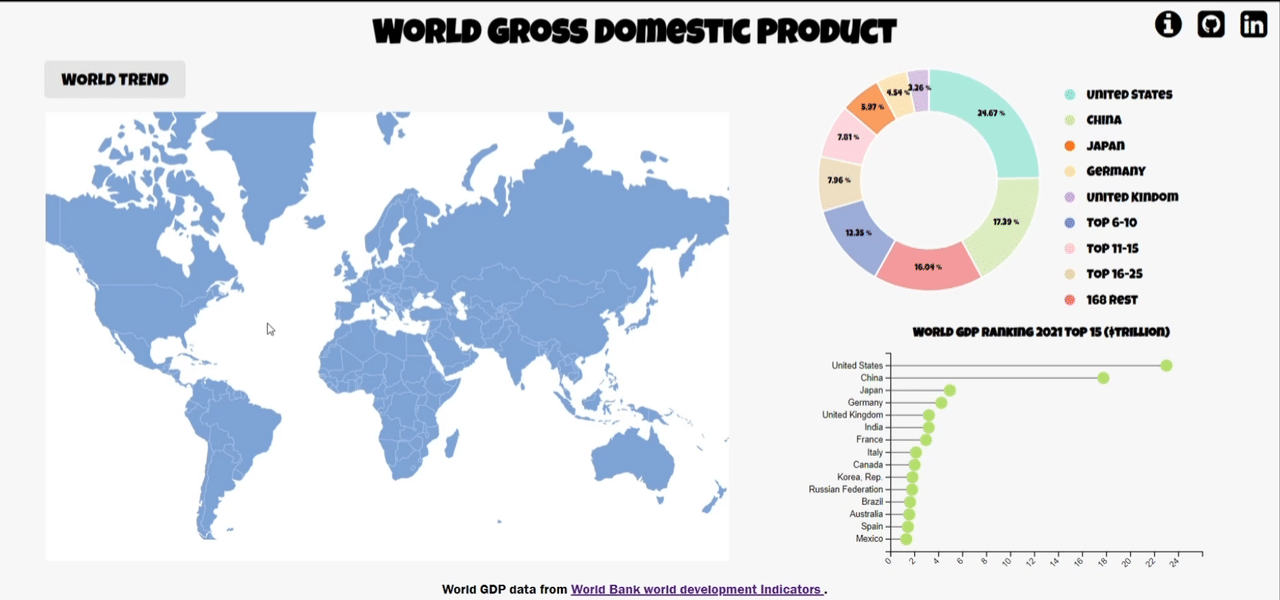 WORLD GROSS DOMESTIC PRODUCT
WORLD TREND
24.67 %
17.39 %
16.04 %
12.35 %
7.96 %
7.81 %
5.97 %
4.54 %
3.26 %
UNITED STATES
CHINA
JAPAN
GERMANY
UNITED KINDOM
TOP 6-10
TOP 11-15
TOP 16-25
168 REST
WORLD GDP RANKING 2021 TOP 15 ($TRILLION)
United States
China
Japan
Germany
United Kingdom
India
France
Italy
Canada
Korea, Rep.
Russian Federation
Brazil
Australia
Spain
Mexico
0 2 4 6 8 10 12 14 16 18 20 22 24
World GDP data from World Bank world development Indicators .